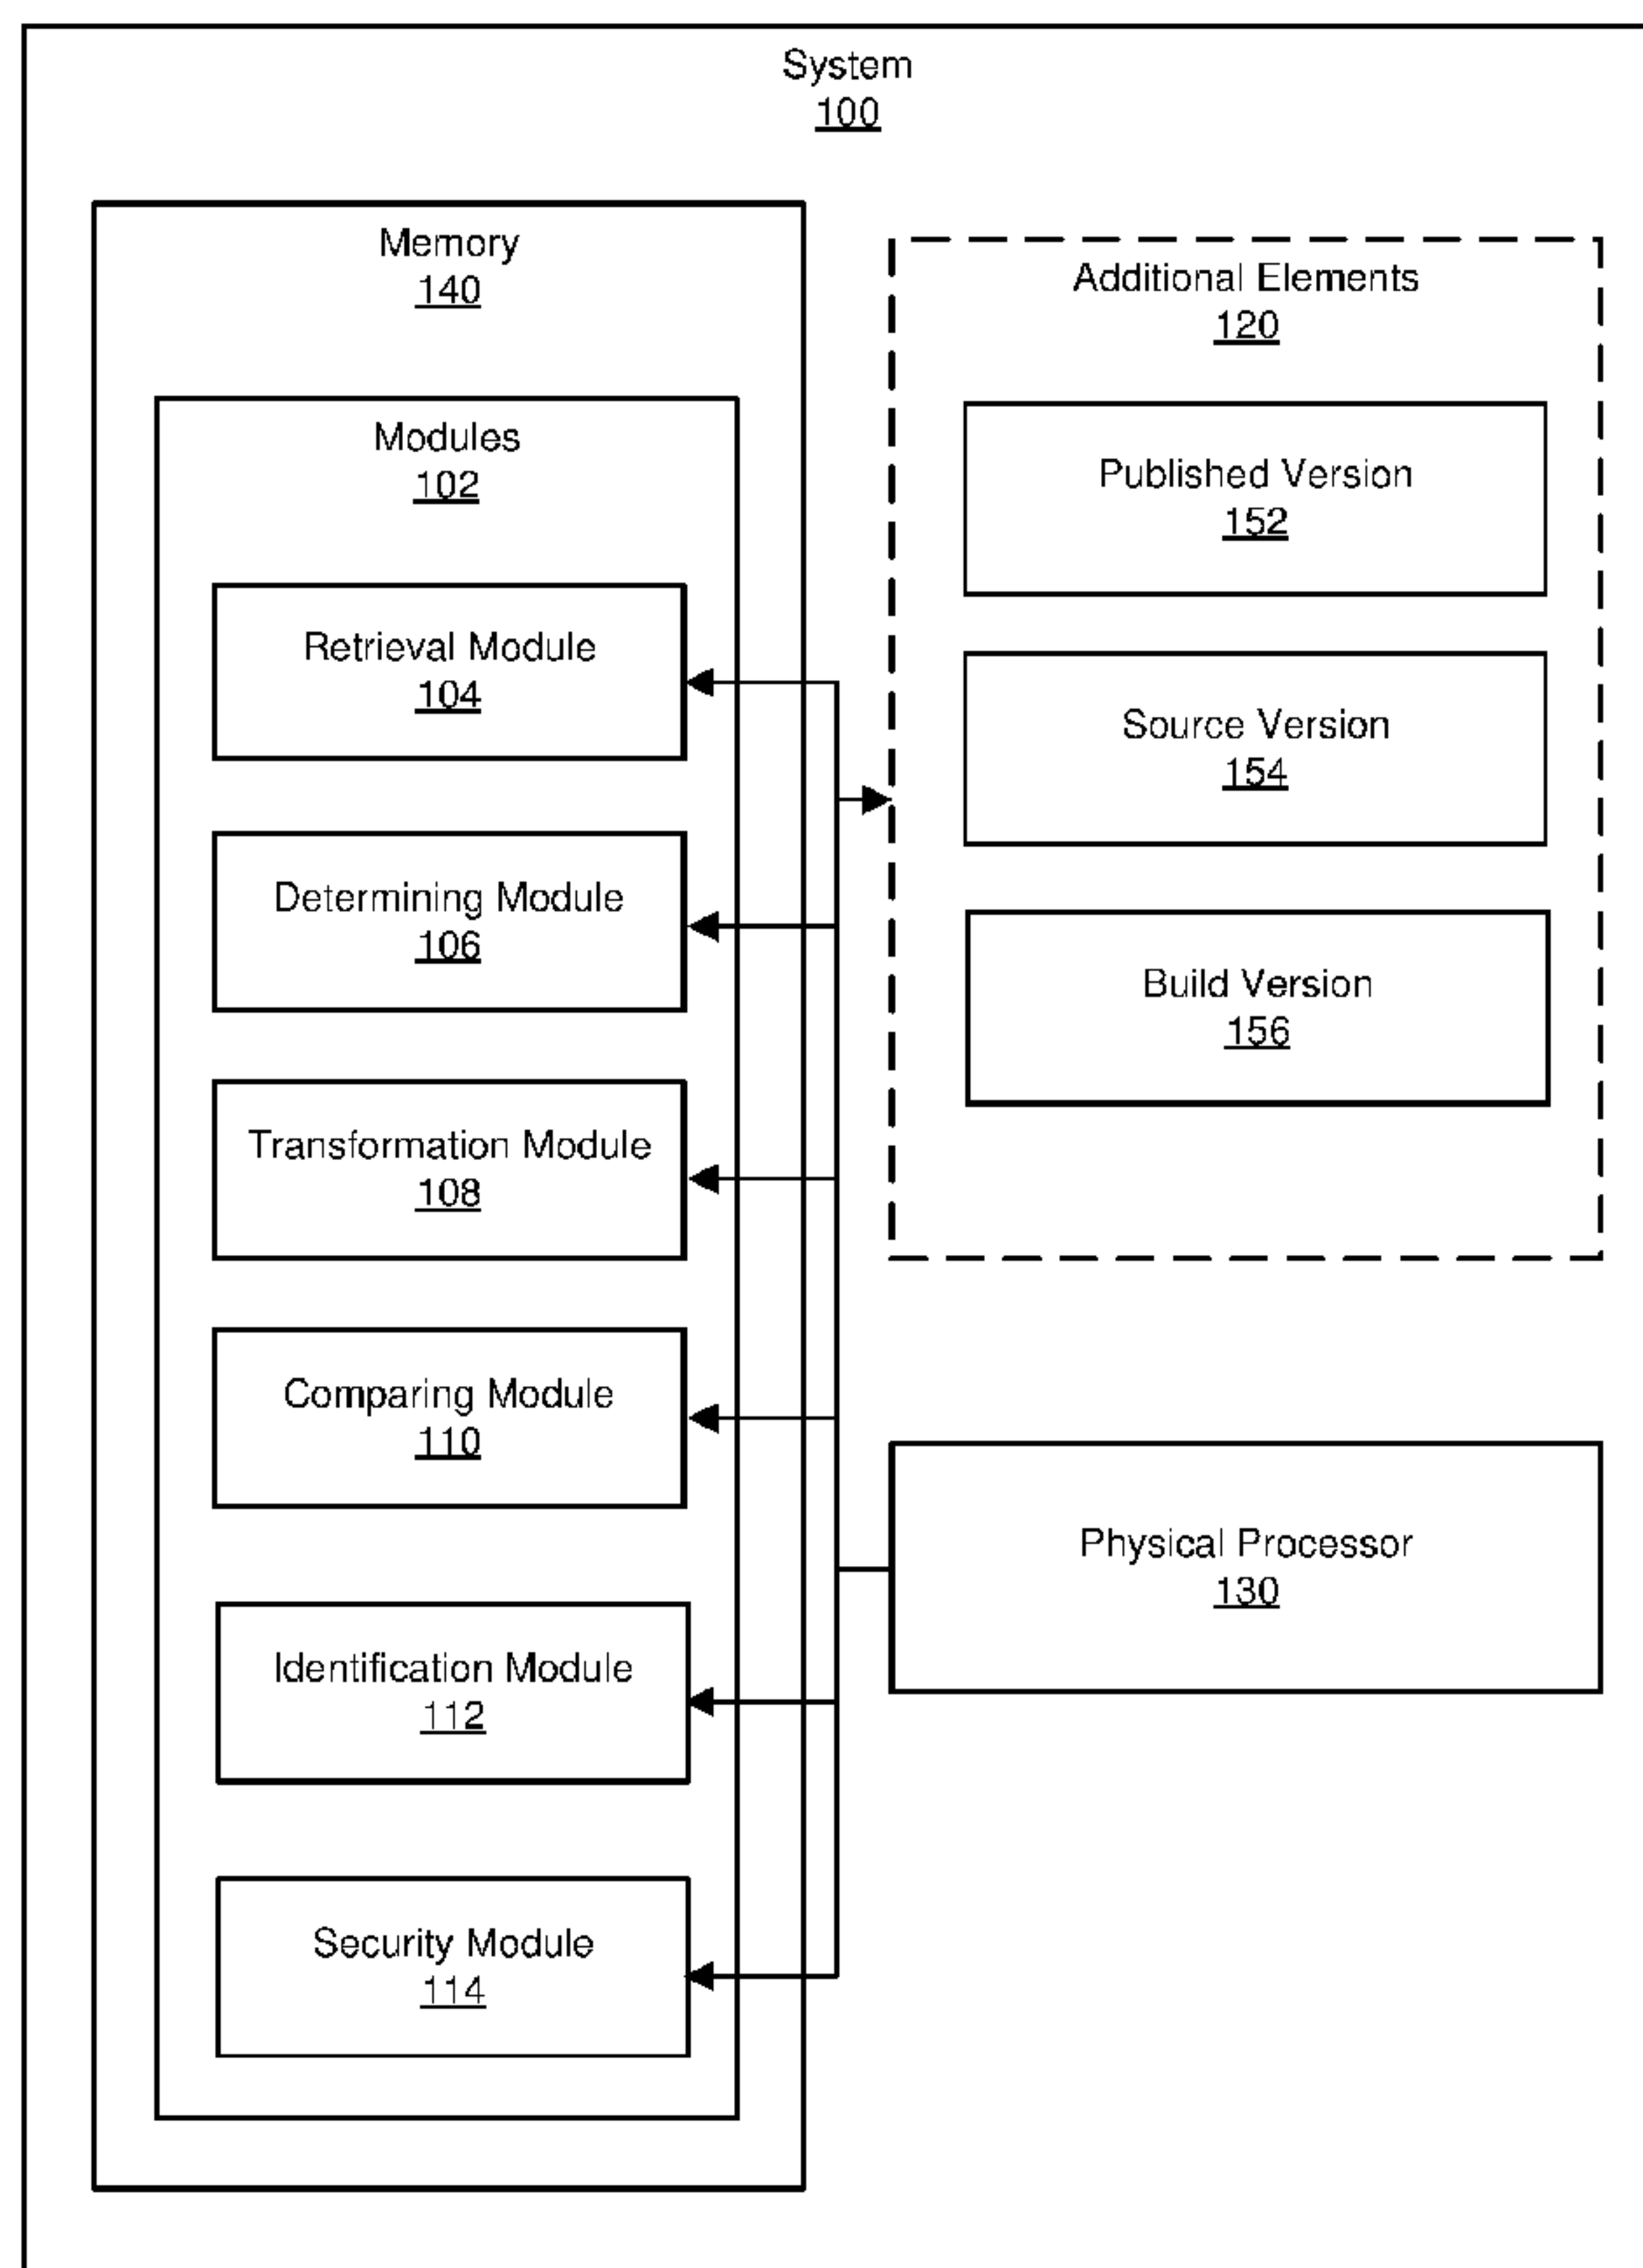 System
100
Memory
140
Modules
102
Retrieval Module
104
Determining Module
106
Transformation Module
108
Comparing Module
110
Identification Module
112
Security Module
114
Additional Elements
120
Published Version
152
Source Version
154
Build Version
156
Physical Processor
130